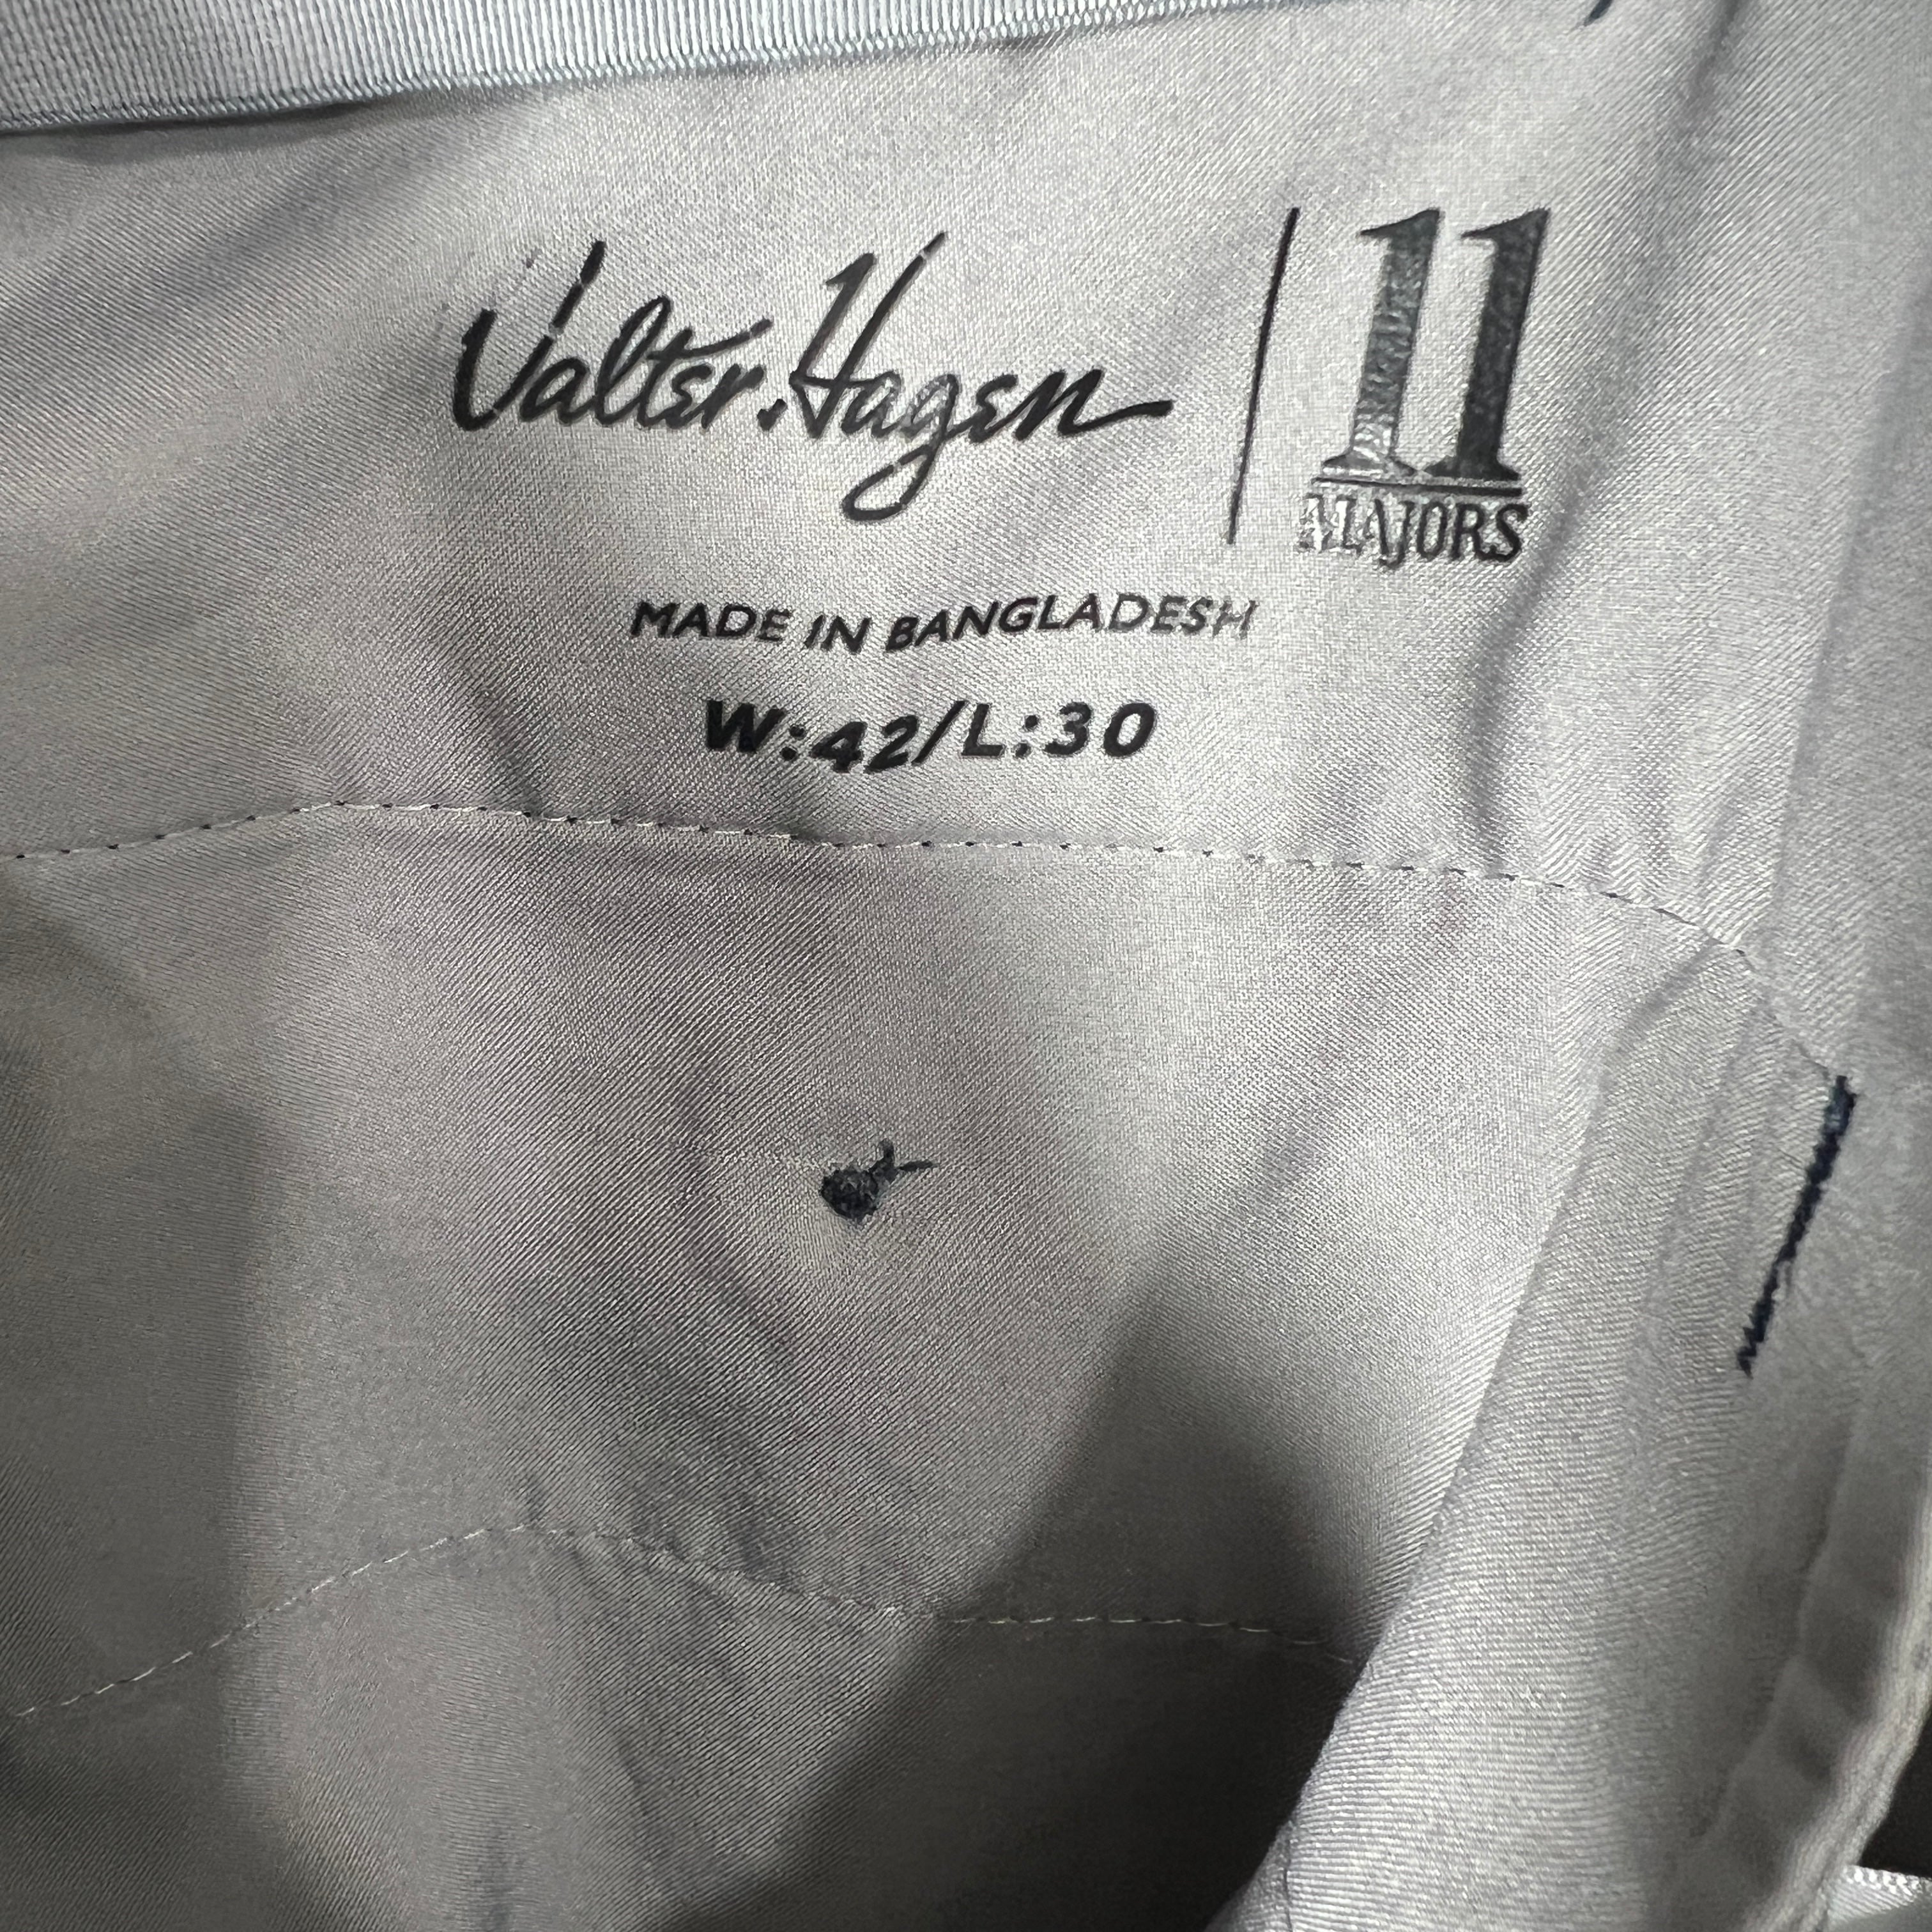 Walter Hagen
11
MAJORS
MADE IN BANGLADESH
W:42/L:30